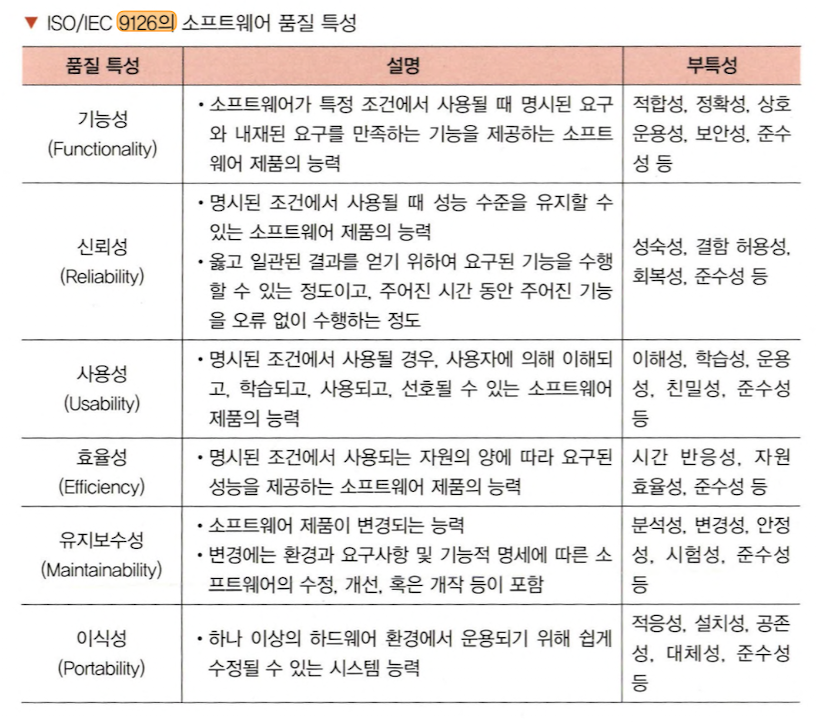 ▼ ISO/IEC 9126의 소프트웨어 품질 특성
품질 특성
설명
부특성
기능성
(Functionality)
• 소프트웨어가 특정 조건에서 사용될 때 명시된 요구
와 내재된 요구를 만족하는 기능을 제공하는 소프트
웨어 제품의 능력
적합성, 정확성, 상호
운용성, 보안성, 준수
성 등
신뢰성
(Reliability)
• 명시된 조건에서 사용될 때 성능 수준을 유지할 수
있는 소프트웨어 제품의 능력
• 옳고 일관된 결과를 얻기 위하여 요구된 기능을 수행
할 수 있는 정도이고, 주어진 시간 동안 주어진 기능
을 오류 없이 수행하는 정도
성숙성, 결함 허용성,
회복성, 준수성 등
사용성
(Usability)
• 명시된 조건에서 사용될 경우, 사용자에 의해 이해되
고, 학습되고, 사용되고, 선호될 수 있는 소프트웨어
제품의 능력
이해성, 학습성, 운용
성, 친밀성, 준수성
등
효율성
(Efficiency)
• 명시된 조건에서 사용되는 자원의 양에 따라 요구된
성능을 제공하는 소프트웨어 제품의 능력
시간 반응성, 자원
효율성, 준수성 등
유지보수성
(Maintainability)
• 소프트웨어 제품이 변경되는 능력
• 변경에는 환경과 요구사항 및 기능적 명세에 따른 소
프트웨어의 수정, 개선, 혹은 개작 등이 포함
분석성, 변경성, 안정
성, 시험성, 준수성
등
이식성
(Portability)
• 하나 이상의 하드웨어 환경에서 운용되기 위해 쉽게
수정될 수 있는 시스템 능력
적응성, 설치성, 공존
성, 대체성, 준수성
등